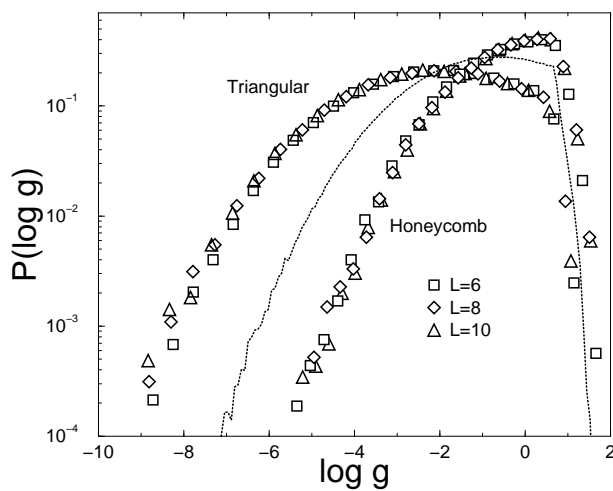 P(log g)
10⁻¹
10⁻²
10⁻³
10⁻⁴
Triangular
Honeycomb
L=6
L=8
L=10
−10 −8 −6 −4 −2 0 2
log g